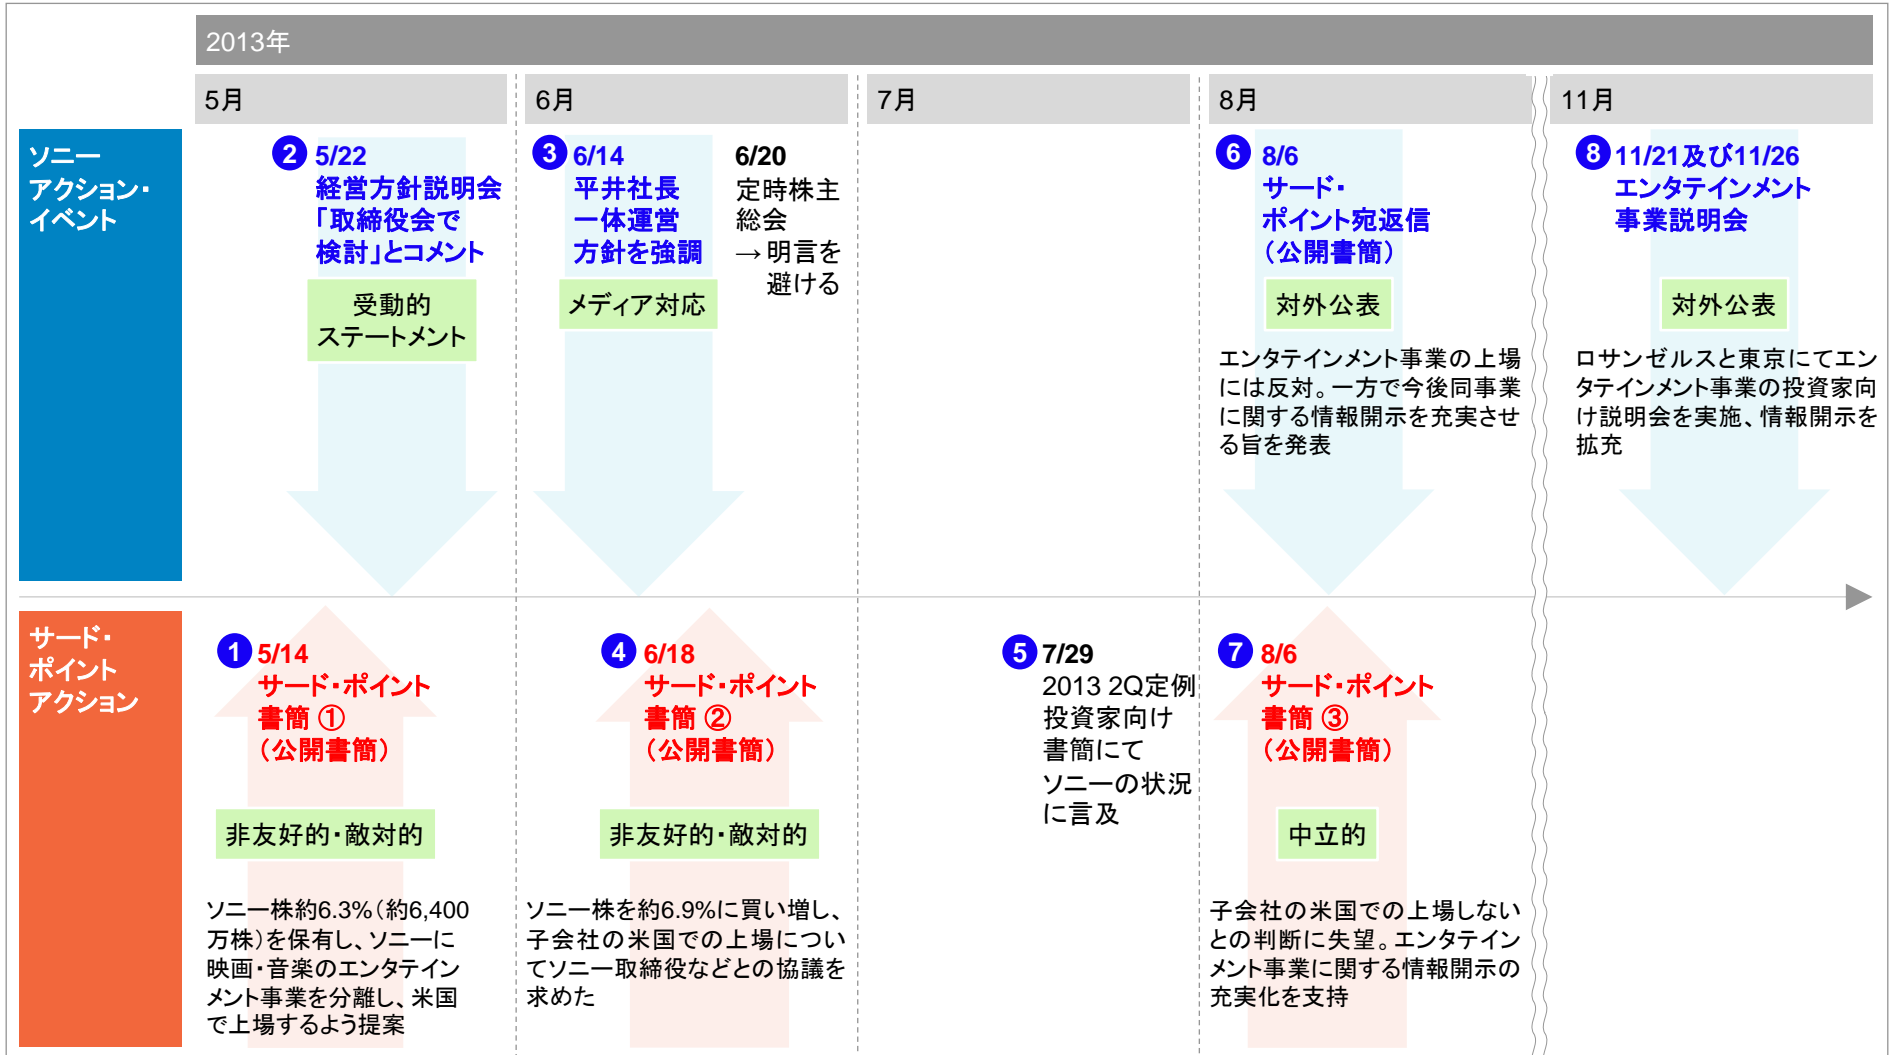 2013年
5月
6月
7月
8月
11月
ソニー
アクション・
イベント
2 5/22
経営方針説明会
「取締役会で
検討」とコメント
受動的
ステートメント
3 6/14
平井社長
一体運営
方針を強調
メディア対応
6/20
定時株主
総会
→ 明言を
避ける
6 8/6
サード・
ポイント宛返信
（公開書簡）
対外公表
エンタテインメント事業の上場
には反対。一方で今後同事業
に関する情報開示を充実させ
る旨を発表
8 11/21及び11/26
エンタテインメント
事業説明会
対外公表
ロサンゼルスと東京にてエン
タテインメント事業の投資家向
け説明会を実施、情報開示を
拡充
サード・
ポイント
アクション
1 5/14
サード・ポイント
書簡 ①
（公開書簡）
非友好的・敵対的
ソニー株約6.3%（約6,400
万株）を保有し、ソニーに
映画・音楽のエンタテイン
メント事業を分離し、米国
で上場するよう提案
4 6/18
サード・ポイント
書簡 ②
（公開書簡）
非友好的・敵対的
ソニー株を約6.9%に買い増し、
子会社の米国での上場につい
てソニー取締役などとの協議を
求めた
5 7/29
2013 2Q定例
投資家向け
書簡にて
ソニーの状況
に言及
7 8/6
サード・ポイント
書簡 ③
（公開書簡）
中立的
子会社の米国での上場しない
との判断に失望。エンタテイン
メント事業に関する情報開示の
充実化を支持